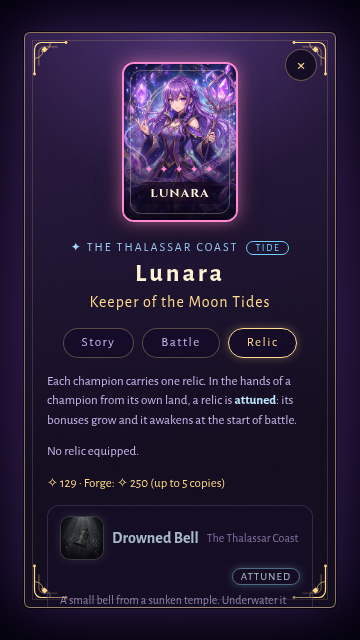 ×
LUNARA
✦ THE THALASSAR COAST TIDE
Lunara
Keeper of the Moon Tides
Story Battle Relic
Each champion carries one relic. In the hands of a
champion from its own land, a relic is attuned: its
bonuses grow and it awakens at the start of battle.
No relic equipped.
✧ 129 · Forge: ✧ 250 (up to 5 copies)
Drowned Bell The Thalassar Coast
ATTUNED
A small bell from a sunken temple. Underwater it